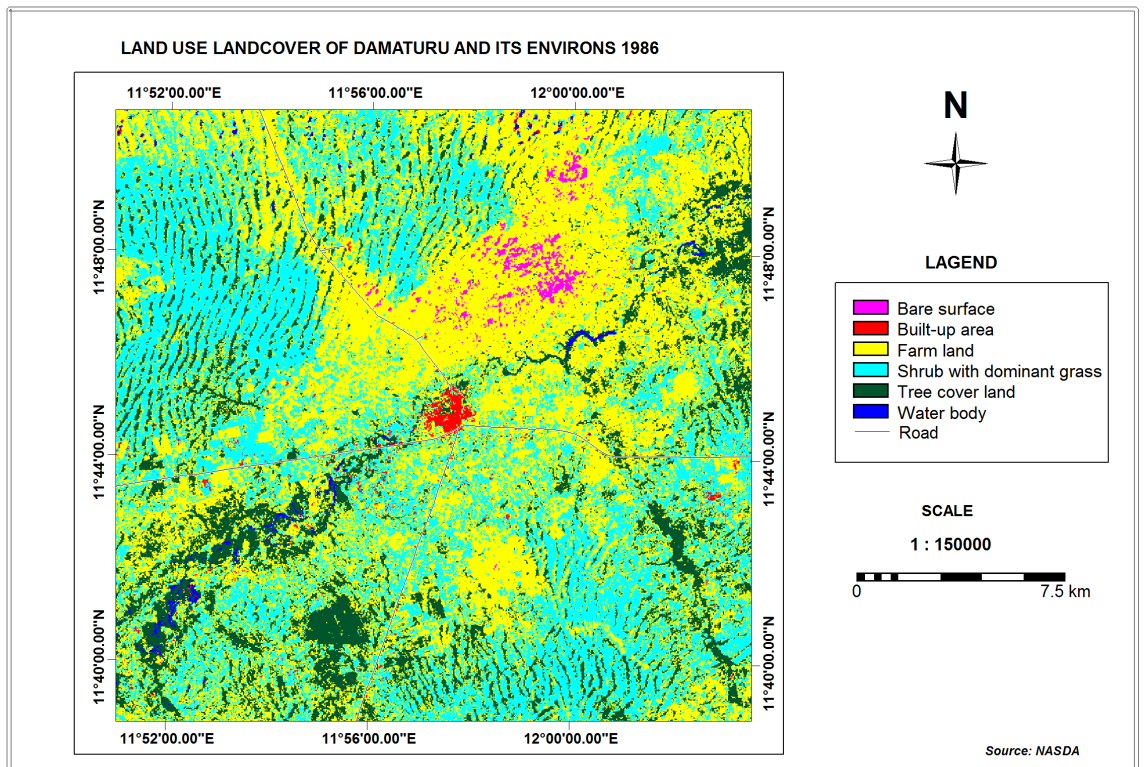 LAND USE LANDCOVER OF DAMATURU AND ITS ENVIRONS 1986
11°52'00.00"E 11°56'00.00"E 12°00'00.00"E
N
11°48'00.00"N
11°48'00.00"N
LAGEND
Bare surface
Built-up area
Farm land
Shrub with dominant grass
Tree cover land
Water body
Road
11°44'00.00"N
11°44'00.00"N
SCALE
1 : 150000
0 7.5 km
11°40'00.00"N
11°40'00.00"N
11°52'00.00"E 11°56'00.00"E 12°00'00.00"E
Source: NASDA